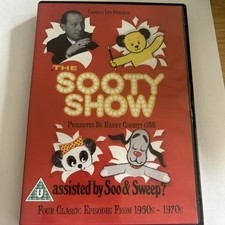 THE
SOOTY
SHOW
PRESENTED BY HARRY CORBETT OBE
U
assisted by Soo & Sweep?
FOUR CLASSIC EPISODES FROM 1950s - 1970s